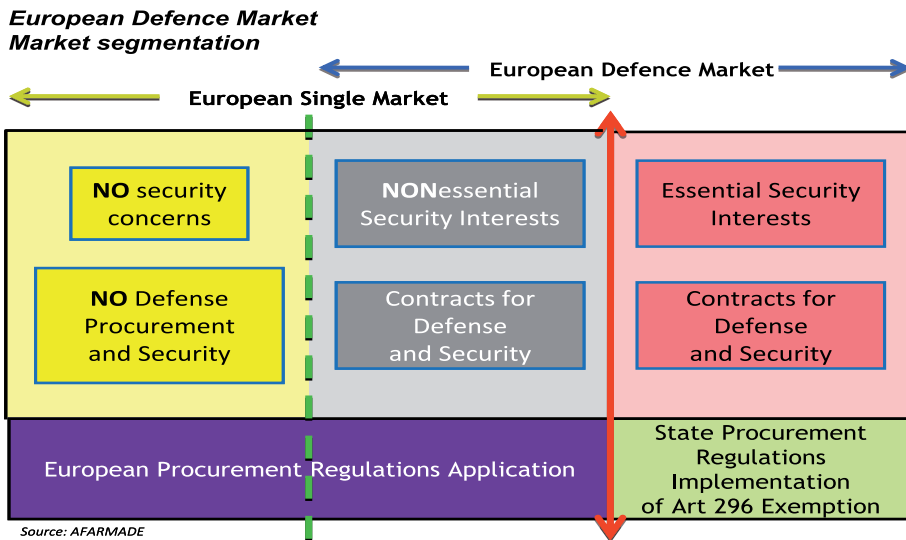 European Defence Market
Market segmentation
European Defence Market
European Single Market
NO security
concerns
NONessential
Security Interests
Essential Security
Interests
NO Defense
Procurement
and Security
Contracts for
Defense
and Security
Contracts for
Defense
and Security
European Procurement Regulations Application
State Procurement
Regulations
Implementation
of Art 296 Exemption
Source: AFARMADE